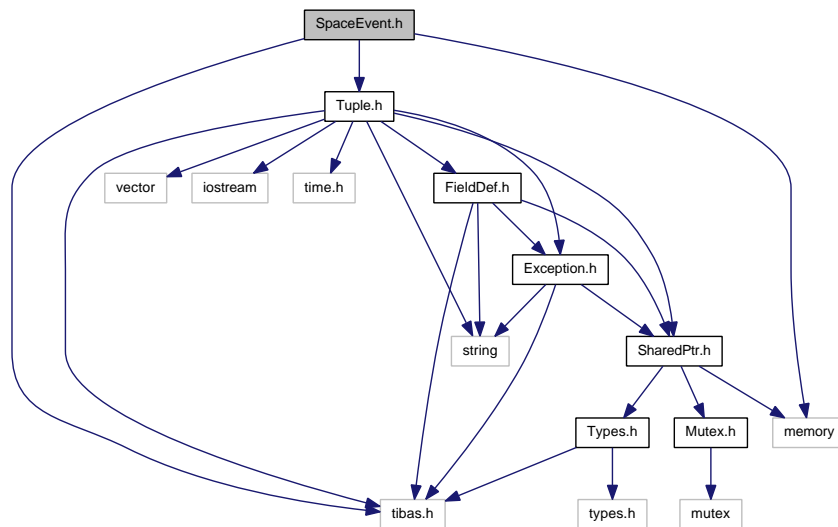 SpaceEvent.h
Tuple.h
vector
iostream
time.h
FieldDef.h
Exception.h
string
SharedPtr.h
Types.h
Mutex.h
memory
tibas.h
types.h
mutex